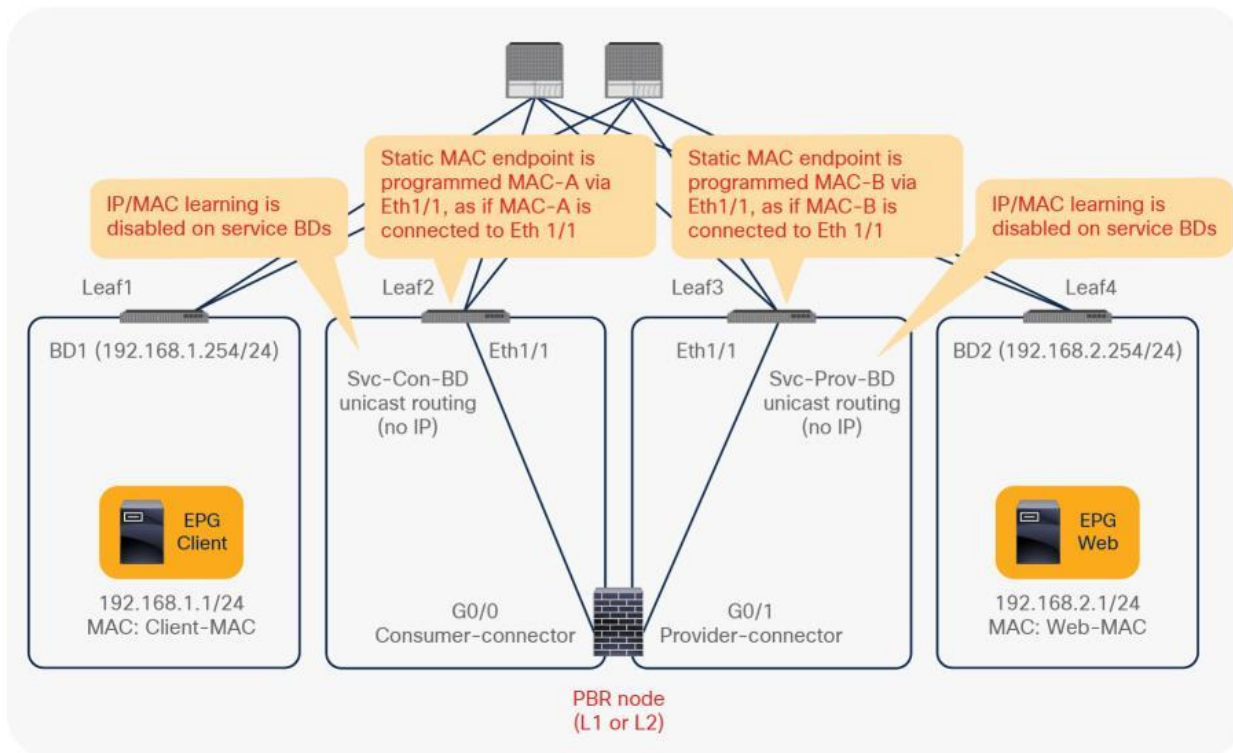 Static MAC endpoint is
programmed MAC-A via
Eth1/1, as if MAC-A is
connected to Eth 1/1
Static MAC endpoint is
programmed MAC-B via
Eth1/1, as if MAC-B is
connected to Eth 1/1
IP/MAC learning is
disabled on service BDs
IP/MAC learning is
disabled on service BDs
Leaf1
Leaf2
Leaf3
Leaf4
BD1 (192.168.1.254/24)
Eth1/1
Eth1/1
BD2 (192.168.2.254/24)
Svc-Con-BD
unicast routing
(no IP)
Svc-Prov-BD
unicast routing
(no IP)
EPG
Client
EPG
Web
192.168.1.1/24
MAC: Client-MAC
G0/0
Consumer-connector
G0/1
Provider-connector
192.168.2.1/24
MAC: Web-MAC
PBR node
(L1 or L2)